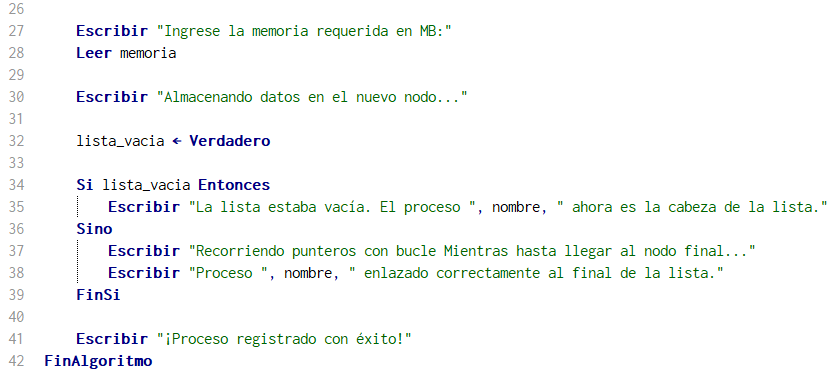 26
27 Escribir "Ingrese la memoria requerida en MB:"
28 Leer memoria
29
30 Escribir "Almacenando datos en el nuevo nodo..."
31
32 lista_vacia ← Verdadero
33
34 Si lista_vacia Entonces
35 Escribir "La lista estaba vacía. El proceso ", nombre, " ahora es la cabeza de la lista."
36 Sino
37 Escribir "Recorriendo punteros con bucle Mientras hasta llegar al nodo final..."
38 Escribir "Proceso ", nombre, " enlazado correctamente al final de la lista."
39 FinSi
40
41 Escribir "¡Proceso registrado con éxito!"
42 FinAlgoritmo